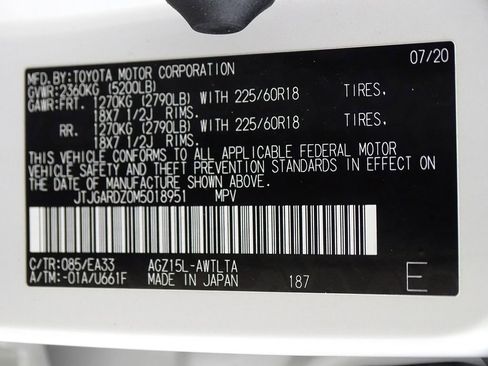 MFD.BY:TOYOTA MOTOR CORPORATION 07/20
GVWR:2360KG (5200LB)
GAWR:FRT. 1270KG (2790LB) WITH 225/60R18 TIRES.
18X7 1/2J RIMS.
RR. 1270KG (2790LB) WITH 225/60R18 TIRES.
18X7 1/2J RIMS.
THIS VEHICLE CONFORMS TO ALL APPLICABLE FEDERAL MOTOR
VEHICLE SAFETY AND THEFT PREVENTION STANDARDS IN EFFECT
ON THE DATE OF MANUFACTURE SHOWN ABOVE.
JTJGARDZ0M5018951 MPV
C/TR:085/EA33 AGZ15L-AWTLTA
A/TM:-01A/U661F MADE IN JAPAN 187 E